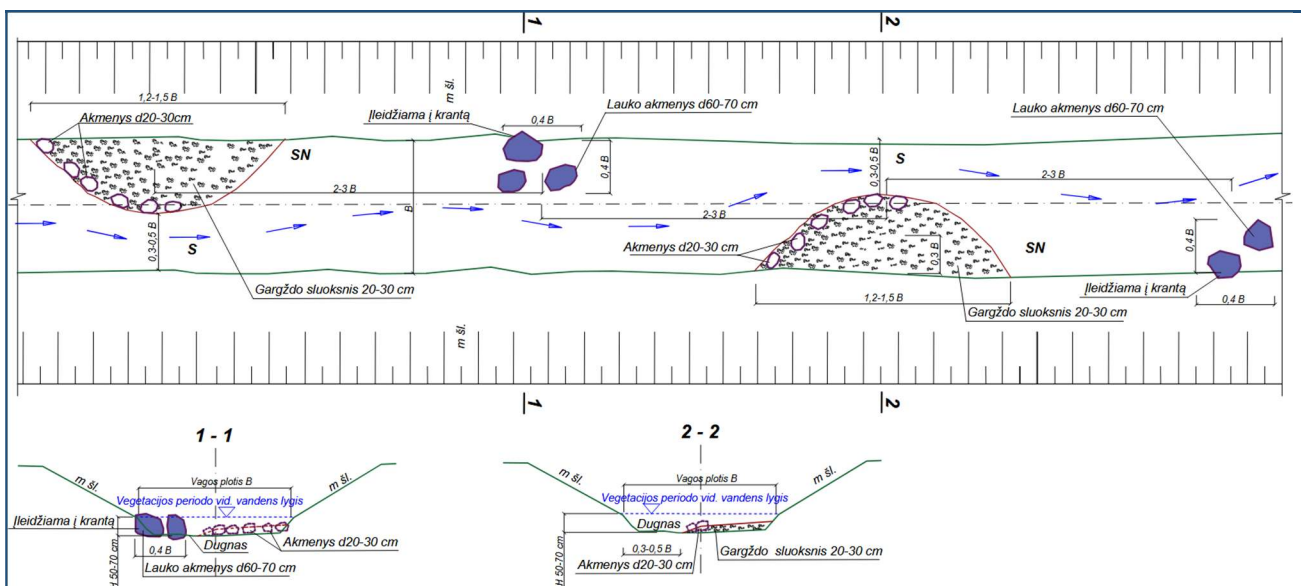 1
2
m šl.
1,2-1,5 B
Akmenys d20-30cm
SN
Įleidžiama į krantą
Lauko akmenys d60-70 cm
0,4 B
0,4 B
2-3 B
B
0,3-0,5 B
S
Gargždo sluoksnis 20-30 cm
m šl.
0,3-0,5 B
S
Lauko akmenys d60-70 cm
2-3 B
2-3 B
Akmenys d20-30 cm
0,3 B
SN
0,4 B
Įleidžiama į krantą
0,4 B
1,2-1,5 B
Gargždo sluoksnis 20-30 cm
1
2
1 - 1
m šl.
Vagos plotis B
m šl.
Vegetacijos periodo vid. vandens lygis
Įleidžiama į krantą
H 50-70 cm
0,4 B
Dugnas
Akmenys d20-30 cm
Lauko akmenys d60-70 cm
2 - 2
m šl.
Vagos plotis B
m šl.
Vegetacijos periodo vid. vandens lygis
Dugnas
H 50-70 cm
0,3-0,5 B
Gargždo sluoksnis 20-30 cm
Akmenys d20-30 cm